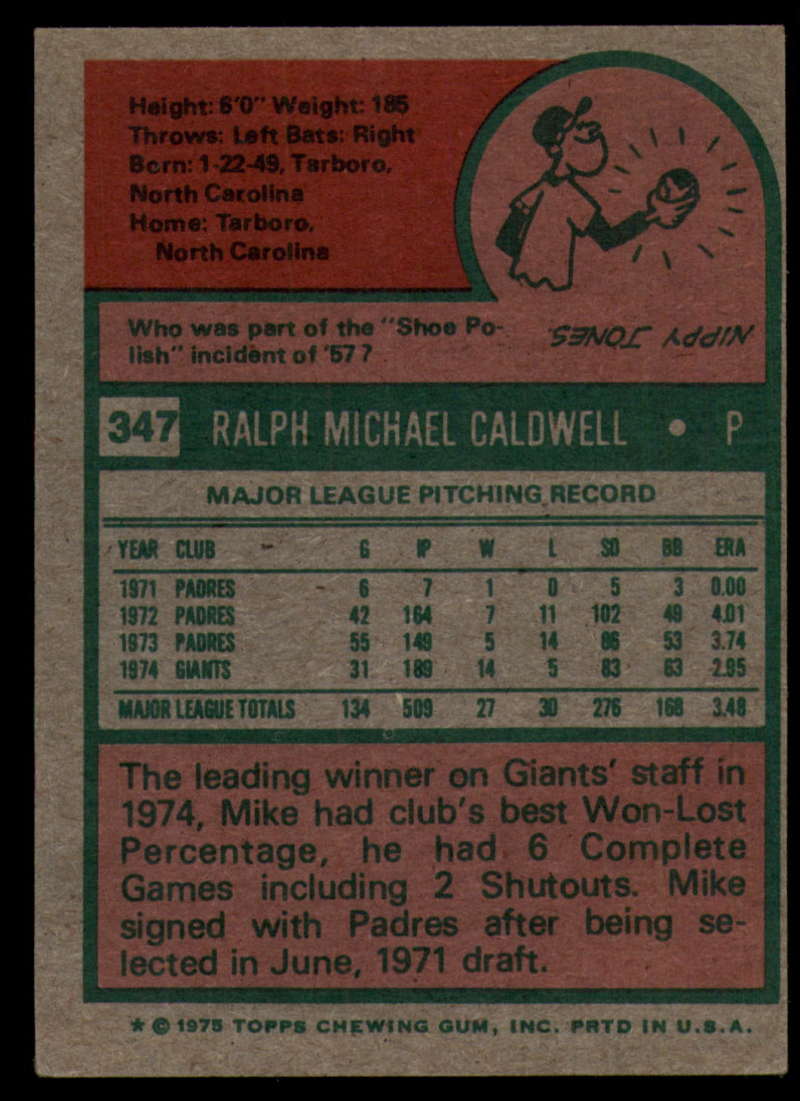 Height: 6'0" Weight: 185
Throws: Left Bats: Right
Born: 1-22-49, Tarboro,
North Carolina
Home: Tarboro,
North Carolina
Who was part of the "Shoe Po-
lish" incident of '57?
NIPPY JONES
347 RALPH MICHAEL CALDWELL • P
MAJOR LEAGUE PITCHING RECORD
YEAR CLUB G IP W L SO BB ERA
1971 PADRES 6 7 1 0 5 3 0.00
1972 PADRES 42 164 7 11 102 49 4.01
1973 PADRES 55 149 5 14 86 53 3.74
1974 GIANTS 31 189 14 5 83 63 2.95
MAJOR LEAGUE TOTALS 134 509 27 30 276 168 3.48
The leading winner on Giants' staff in
1974, Mike had club's best Won-Lost
Percentage, he had 6 Complete
Games including 2 Shutouts. Mike
signed with Padres after being se-
lected in June, 1971 draft.
* © 1975 TOPPS CHEWING GUM, INC. PRTD IN U.S.A.